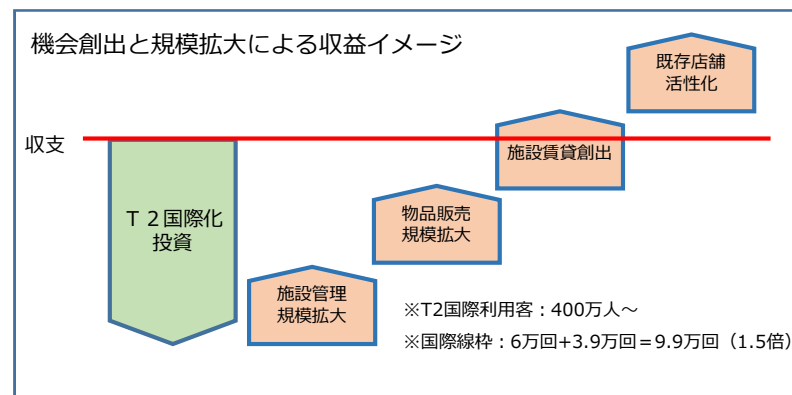 機会創出と規模拡大による収益イメージ
既存店舗
活性化
収支
施設賃貸創出
Ｔ２国際化
投資
物品販売
規模拡大
施設管理
規模拡大
※T2国際利用客：400万人～
※国際線枠：6万回+3.9万回＝9.9万回（1.5倍）